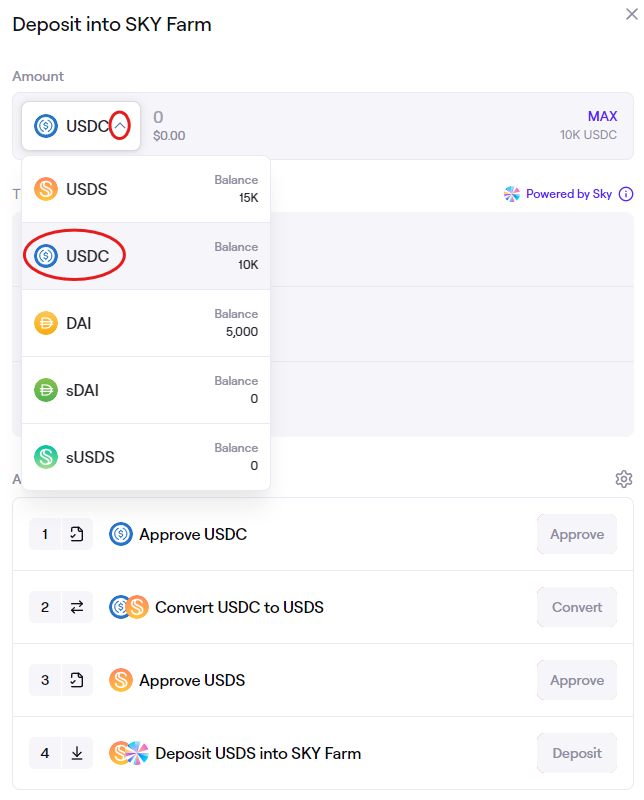 Deposit into SKY Farm
Amount
USDC
0
$0.00
MAX
10K USDC
Powered by Sky
USDS
Balance
15K
USDC
Balance
10K
DAI
Balance
5,000
sDAI
Balance
0
sUSDS
Balance
0
1 Approve USDC Approve
2 Convert USDC to USDS Convert
3 Approve USDS Approve
4 Deposit USDS into SKY Farm Deposit